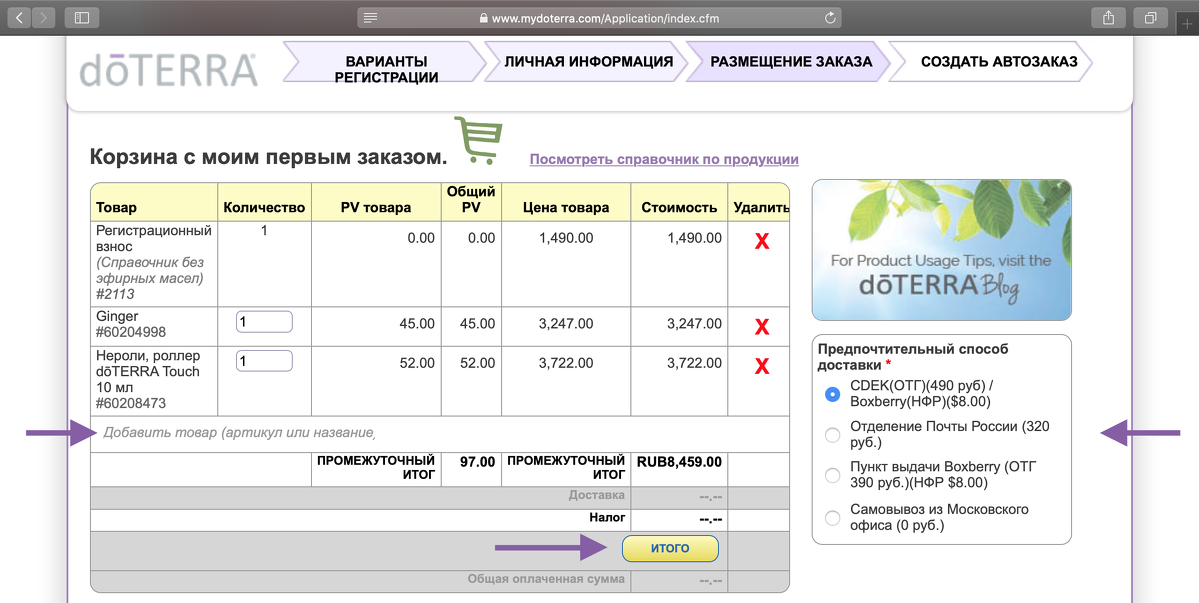 www.mydoterra.com/Application/index.cfm
dōTERRA
ВАРИАНТЫ
РЕГИСТРАЦИИ
ЛИЧНАЯ ИНФОРМАЦИЯ
РАЗМЕЩЕНИЕ ЗАКАЗА
СОЗДАТЬ АВТОЗАКАЗ
Корзина с моим первым заказом.
Посмотреть справочник по продукции
Товар Количество PV товара Общий PV Цена товара Стоимость Удалить
Регистрационный 1 0.00 0.00 1,490.00 1,490.00 X
взнос
(Справочник без
эфирных масел)
#2113
Ginger 1 45.00 45.00 3,247.00 3,247.00 X
#60204998
Нероли, роллер 1 52.00 52.00 3,722.00 3,722.00 X
dōTERRA Touch
10 мл
#60208473
Добавить товар (артикул или название)
ПРОМЕЖУТОЧНЫЙ ИТОГ 97.00 ПРОМЕЖУТОЧНЫЙ ИТОГ RUB8,459.00
Доставка --.--
Налог --.--
ИТОГО
Общая оплаченная сумма --.--
For Product Usage Tips, visit the
dōTERRA Blog
Предпочтительный способ
доставки *
CDEK(ОТГ)(490 руб) /
Boxberry(НФР)($8.00)
Отделение Почты России (320
руб.)
Пункт выдачи Boxberry (ОТГ
390 руб.)(НФР $8.00)
Самовывоз из Московского
офиса (0 руб.)